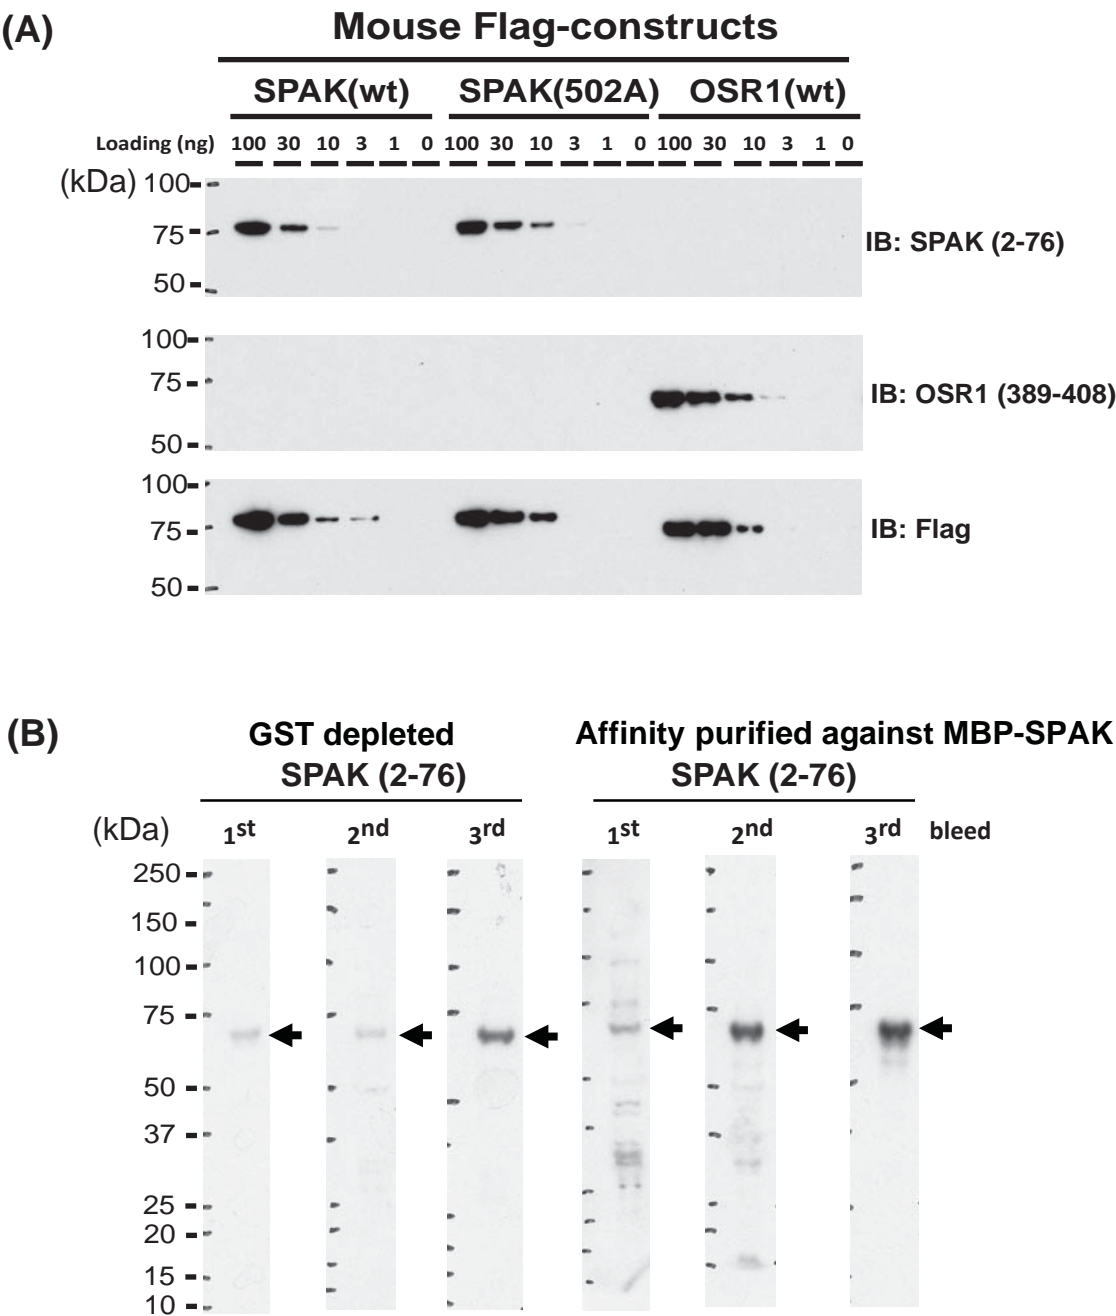 (A)
Mouse Flag-constructs
SPAK(wt) SPAK(502A) OSR1(wt)
Loading (ng) 100 30 10 3 1 0 100 30 10 3 1 0 100 30 10 3 1 0
(kDa) 100
75
50
IB: SPAK (2-76)
100
75
50
IB: OSR1 (389-408)
100
75
50
IB: Flag
(B)
GST depleted Affinity purified against MBP-SPAK
SPAK (2-76) SPAK (2-76)
(kDa) 1st 2nd 3rd 1st 2nd 3rd bleed
250
150
100
75
50
37
25
20
15
10